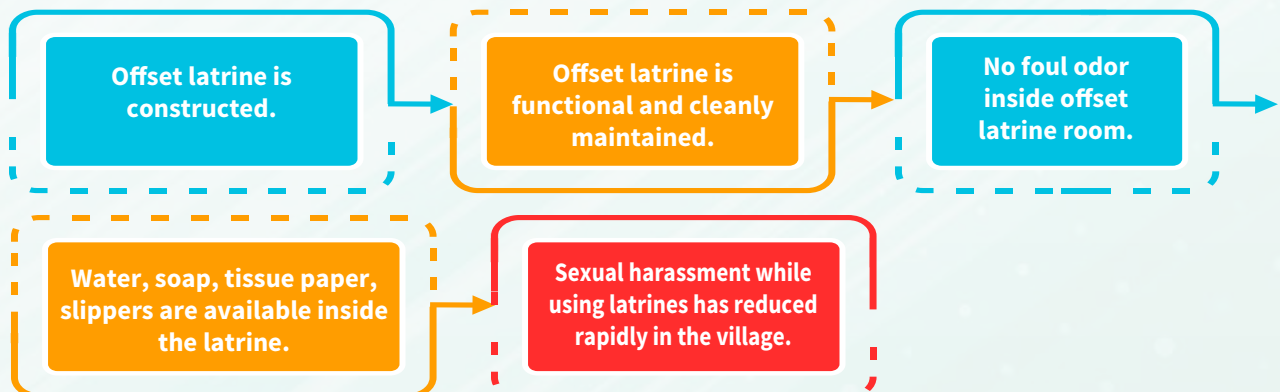 Offset latrine is
constructed.
Offset latrine is
functional and cleanly
maintained.
No foul odor
inside offset
latrine room.
Water, soap, tissue paper,
slippers are available inside
the latrine.
Sexual harassment while
using latrines has reduced
rapidly in the village.